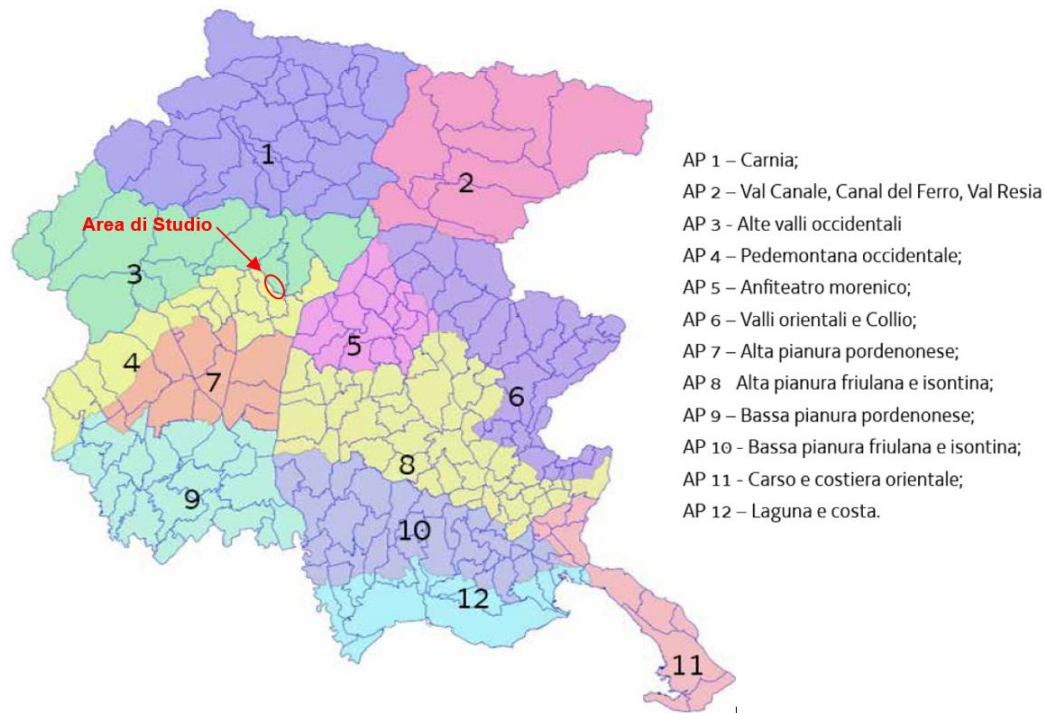 1
2
Area di Studio
3
4
5
6
7
8
9
10
11
12
AP 1 – Carnia;
AP 2 – Val Canale, Canal del Ferro, Val Resia
AP 3 - Alte valli occidentali
AP 4 – Pedemontana occidentale;
AP 5 – Anfiteatro morenico;
AP 6 – Valli orientali e Collio;
AP 7 – Alta pianura pordenonese;
AP 8 Alta pianura friulana e isontina;
AP 9 – Bassa pianura pordenonese;
AP 10 - Bassa pianura friulana e isontina;
AP 11 - Carso e costiera orientale;
AP 12 – Laguna e costa.